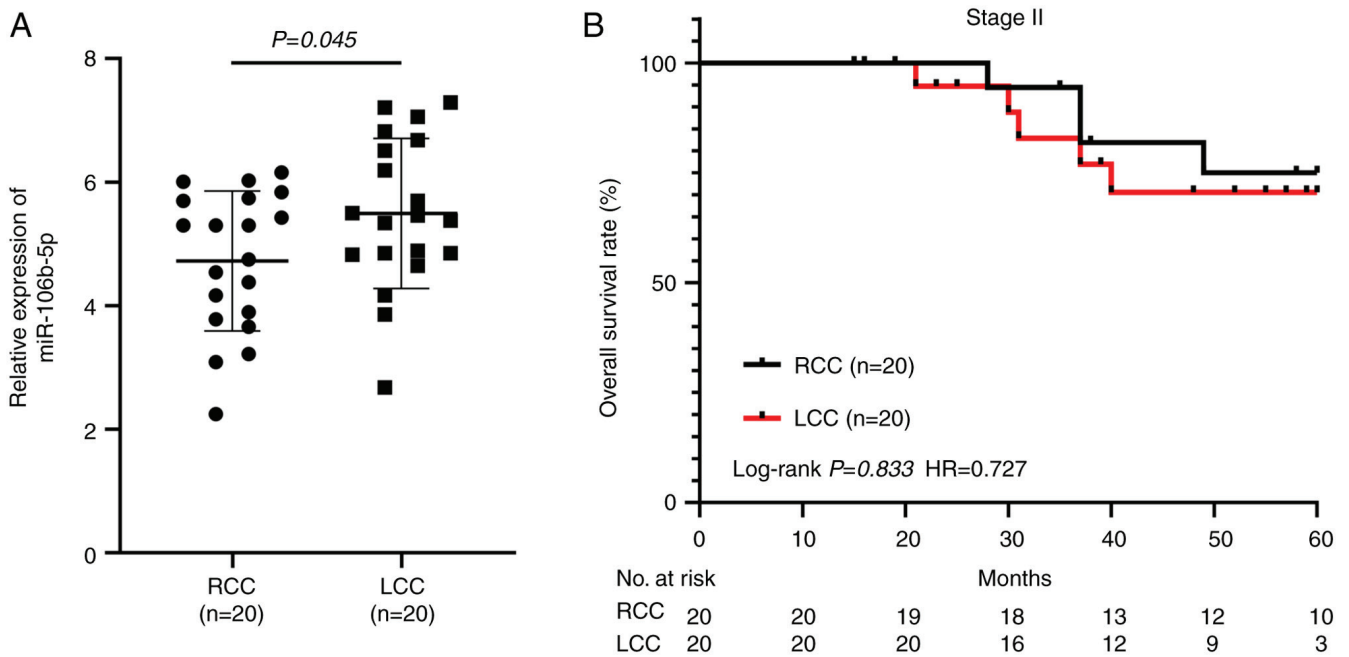 A
P=0.045
8
6
4
2
0
Relative expression of
miR-106b-5p
RCC
(n=20)
LCC
(n=20)
B
Stage II
100
50
0
Overall survival rate (%)
RCC (n=20)
LCC (n=20)
Log-rank P=0.833 HR=0.727
0 10 20 30 40 50 60
No. at risk Months
RCC 20 20 19 18 13 12 10
LCC 20 20 20 16 12 9 3